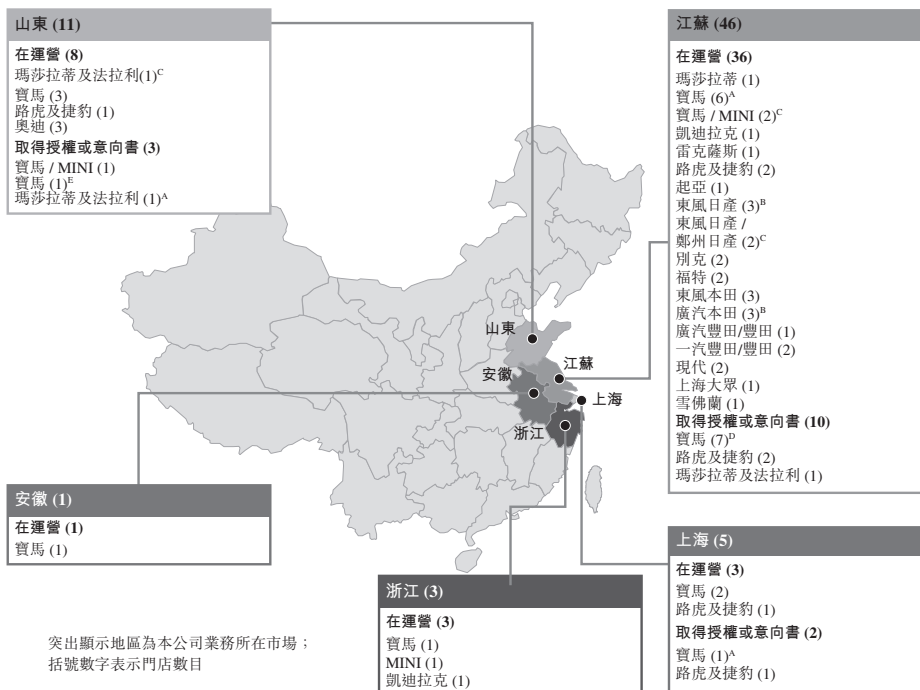 山東 (11)
在運營 (8)
瑪莎拉蒂及法拉利(1)ᶜ
寶馬 (3)
路虎及捷豹 (1)
奧迪 (3)
取得授權或意向書 (3)
寶馬 / MINI (1)
寶馬 (1)ᴱ
瑪莎拉蒂及法拉利 (1)ᴬ
江蘇 (46)
在運營 (36)
瑪莎拉蒂 (1)
寶馬 (6)ᴬ
寶馬 / MINI (2)ᶜ
凱迪拉克 (1)
雷克薩斯 (1)
路虎及捷豹 (2)
起亞 (1)
東風日產 (3)ᴮ
東風日產 /
鄭州日產 (2)ᶜ
別克 (2)
福特 (2)
東風本田 (3)
廣汽本田 (3)ᴮ
廣汽豐田/豐田 (1)
一汽豐田/豐田 (2)
現代 (2)
上海大眾 (1)
雪佛蘭 (1)
取得授權或意向書 (10)
寶馬 (7)ᴰ
路虎及捷豹 (2)
瑪莎拉蒂及法拉利 (1)
山東
江蘇
安徽
上海
浙江
安徽 (1)
在運營 (1)
寶馬 (1)
浙江 (3)
在運營 (3)
寶馬 (1)
MINI (1)
凱迪拉克 (1)
上海 (5)
在運營 (3)
寶馬 (2)
路虎及捷豹 (1)
取得授權或意向書 (2)
寶馬 (1)ᴬ
路虎及捷豹 (1)
突出顯示地區為本公司業務所在市場；
括號數字表示門店數目